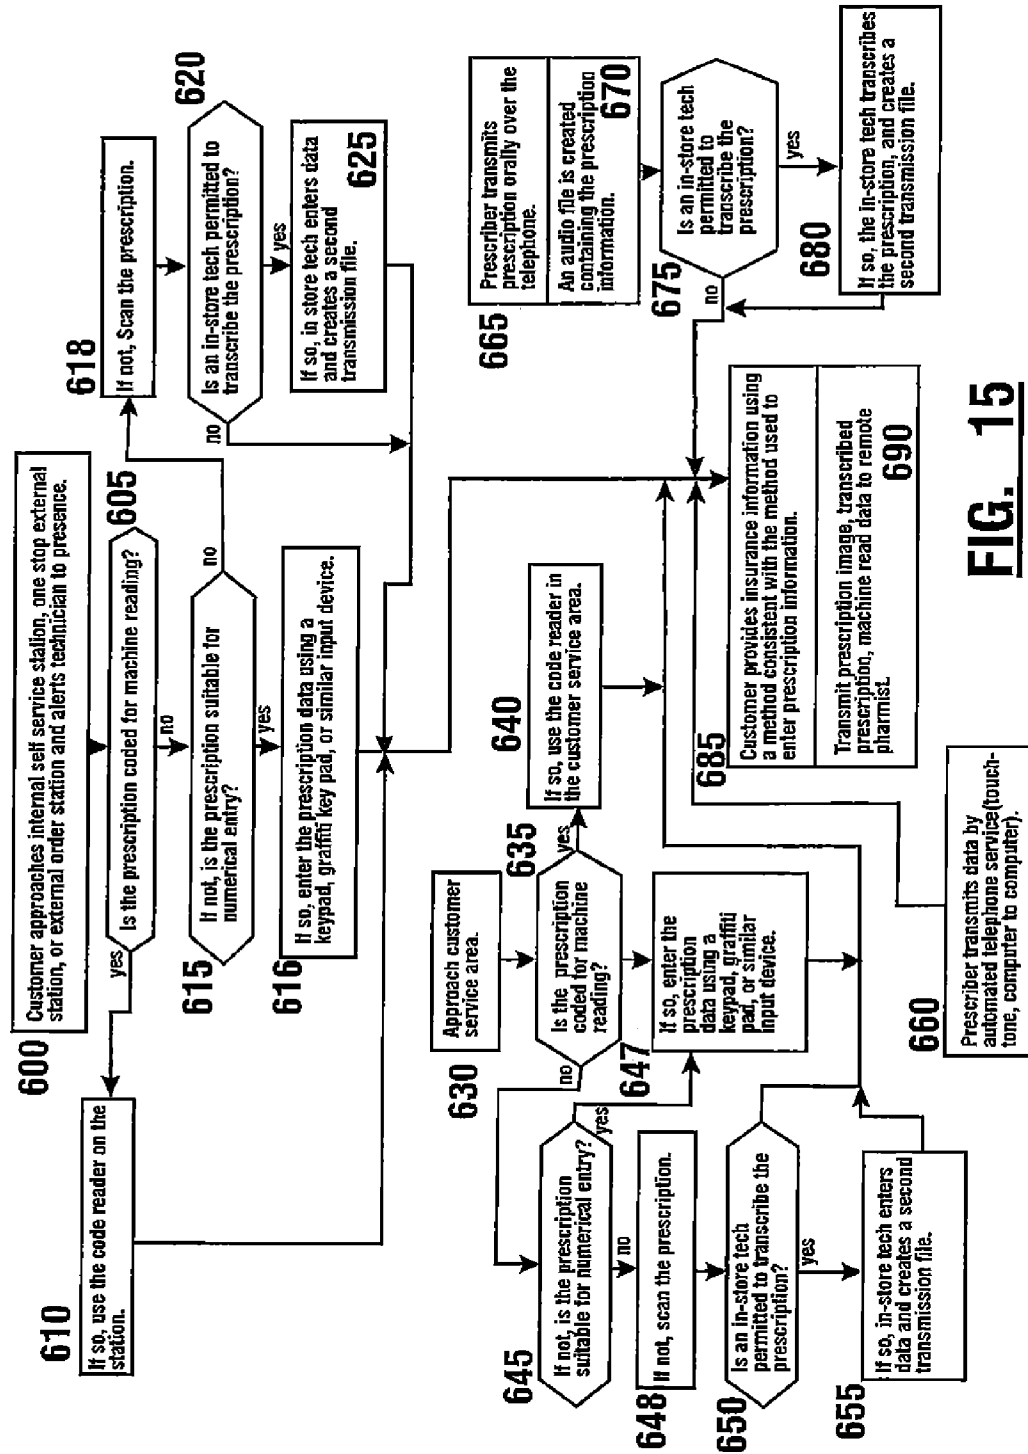 600
Customer approaches internal self service station, one stop external
station, or external order station and alerts technician to presence.
605
Is the prescription coded for machine reading?
yes
no
610
If so, use the code reader on the
station.
615
If not, is the prescription suitable for
numerical entry?
no
yes
616
If so, enter the prescription data using a
keypad, graffiti key pad, or similar input device.
618
If not, Scan the prescription.
620
Is an in-store tech permitted to
transcribe the prescription?
no
yes
If so, in store tech enters data
and creates a second
transmission file.
625
630
Approach customer
service area.
635
Is the prescription
coded for machine
reading?
no
yes
640
If so, use the code reader in
the customer service area.
645
If not, is the prescription
suitable for numerical entry?
yes
no
647
If so, enter the
prescription
data using a
keypad, graffiti
pad, or similar
input device.
648
If not, scan the prescription.
650
Is an in-store tech
permitted to transcribe the
prescription?
yes
655
If so, in-store tech enters
data and creates a second
transmission file.
660
Prescriber transmits data by
automated telephone service(touch-
tone, computer to computer).
665
Prescriber transmits
prescription orally over the
telephone.
An audio file is created
containing the prescription
information.
670
675
Is an in-store tech
permitted to
transcribe the
prescription?
no
yes
680
If so, the in-store tech transcribes
the prescription, and creates a
second transmission file.
685
Customer provides insurance information using
a method consistent with the method used to
enter prescription information.
Transmit prescription image, transcribed
prescription, machine read data to remote
pharmist.
690
FIG. 15